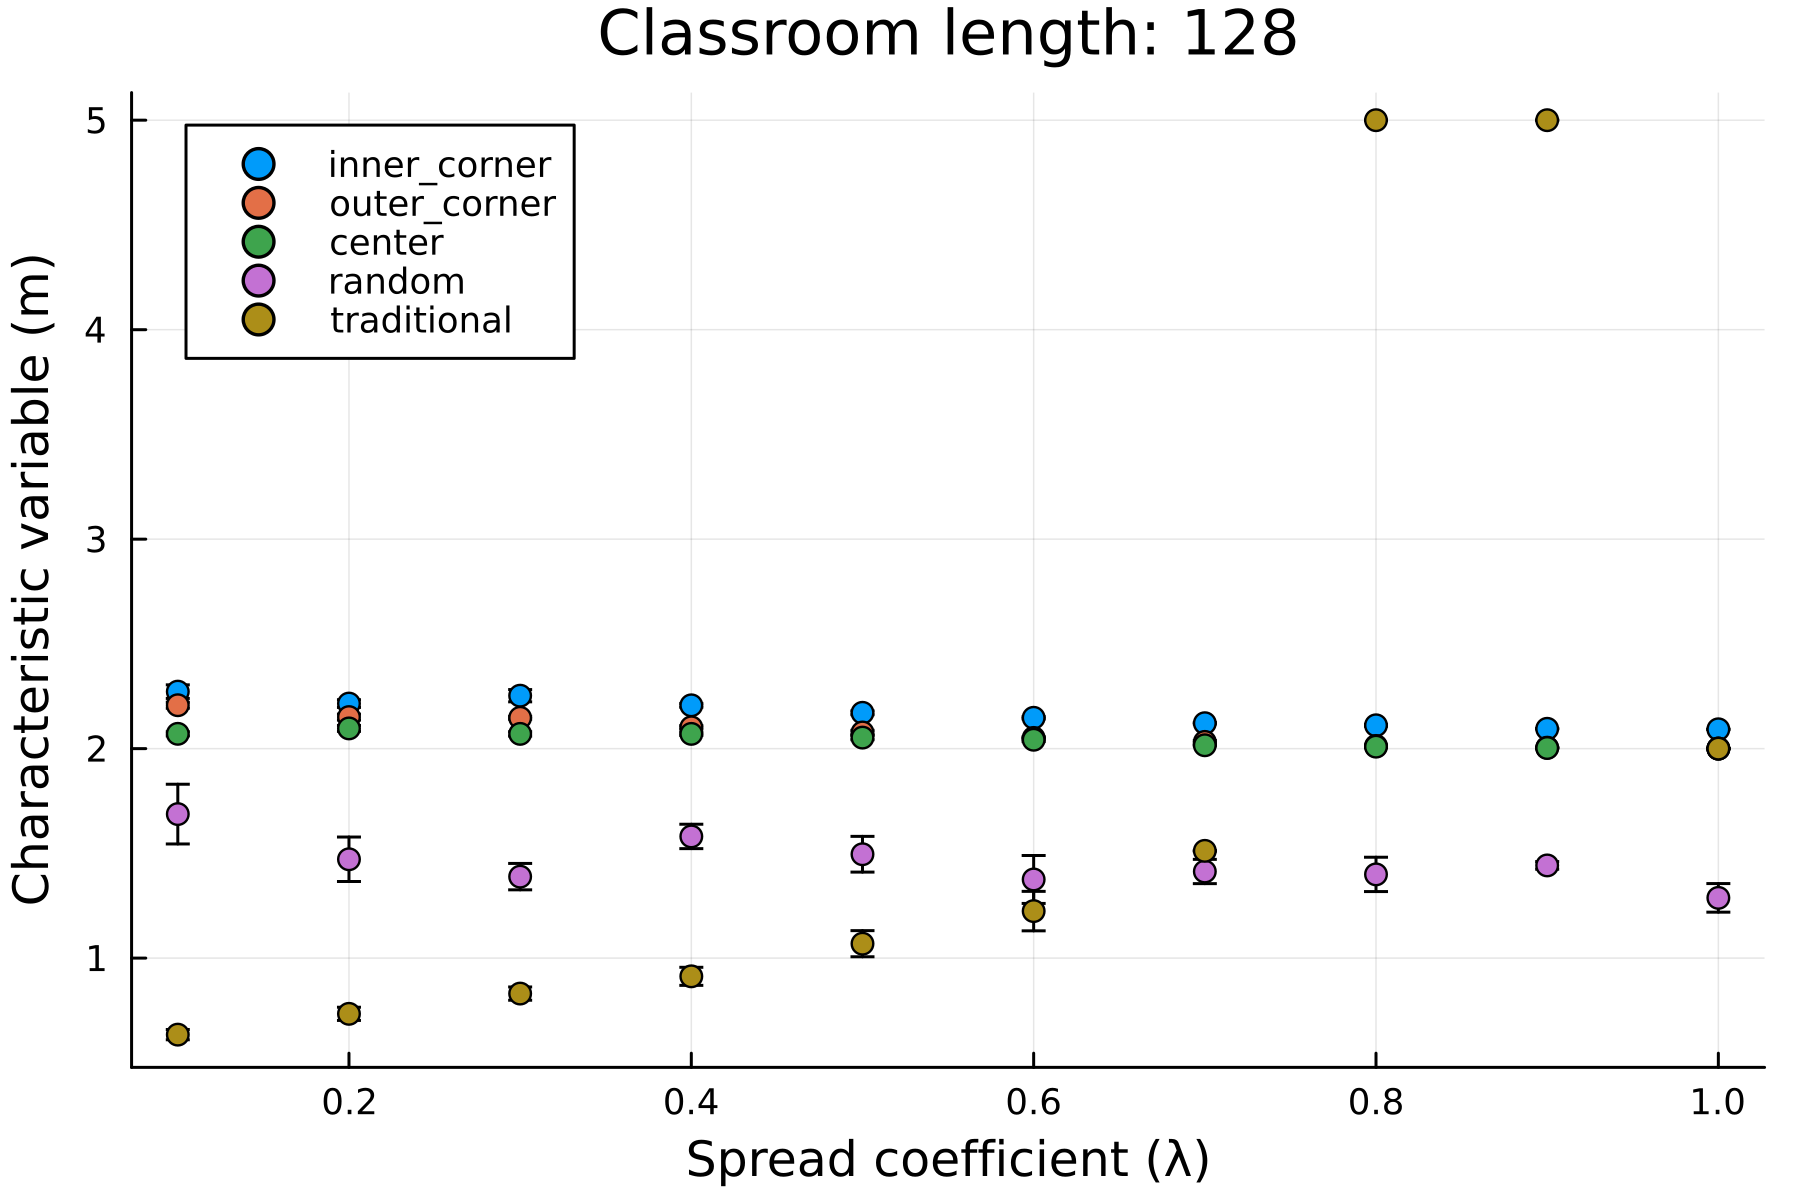 Classroom length: 128
Characteristic variable (m)
5
4
3
2
1
inner_corner
outer_corner
center
random
traditional
0.2
0.4
0.6
0.8
1.0
Spread coefficient (λ)